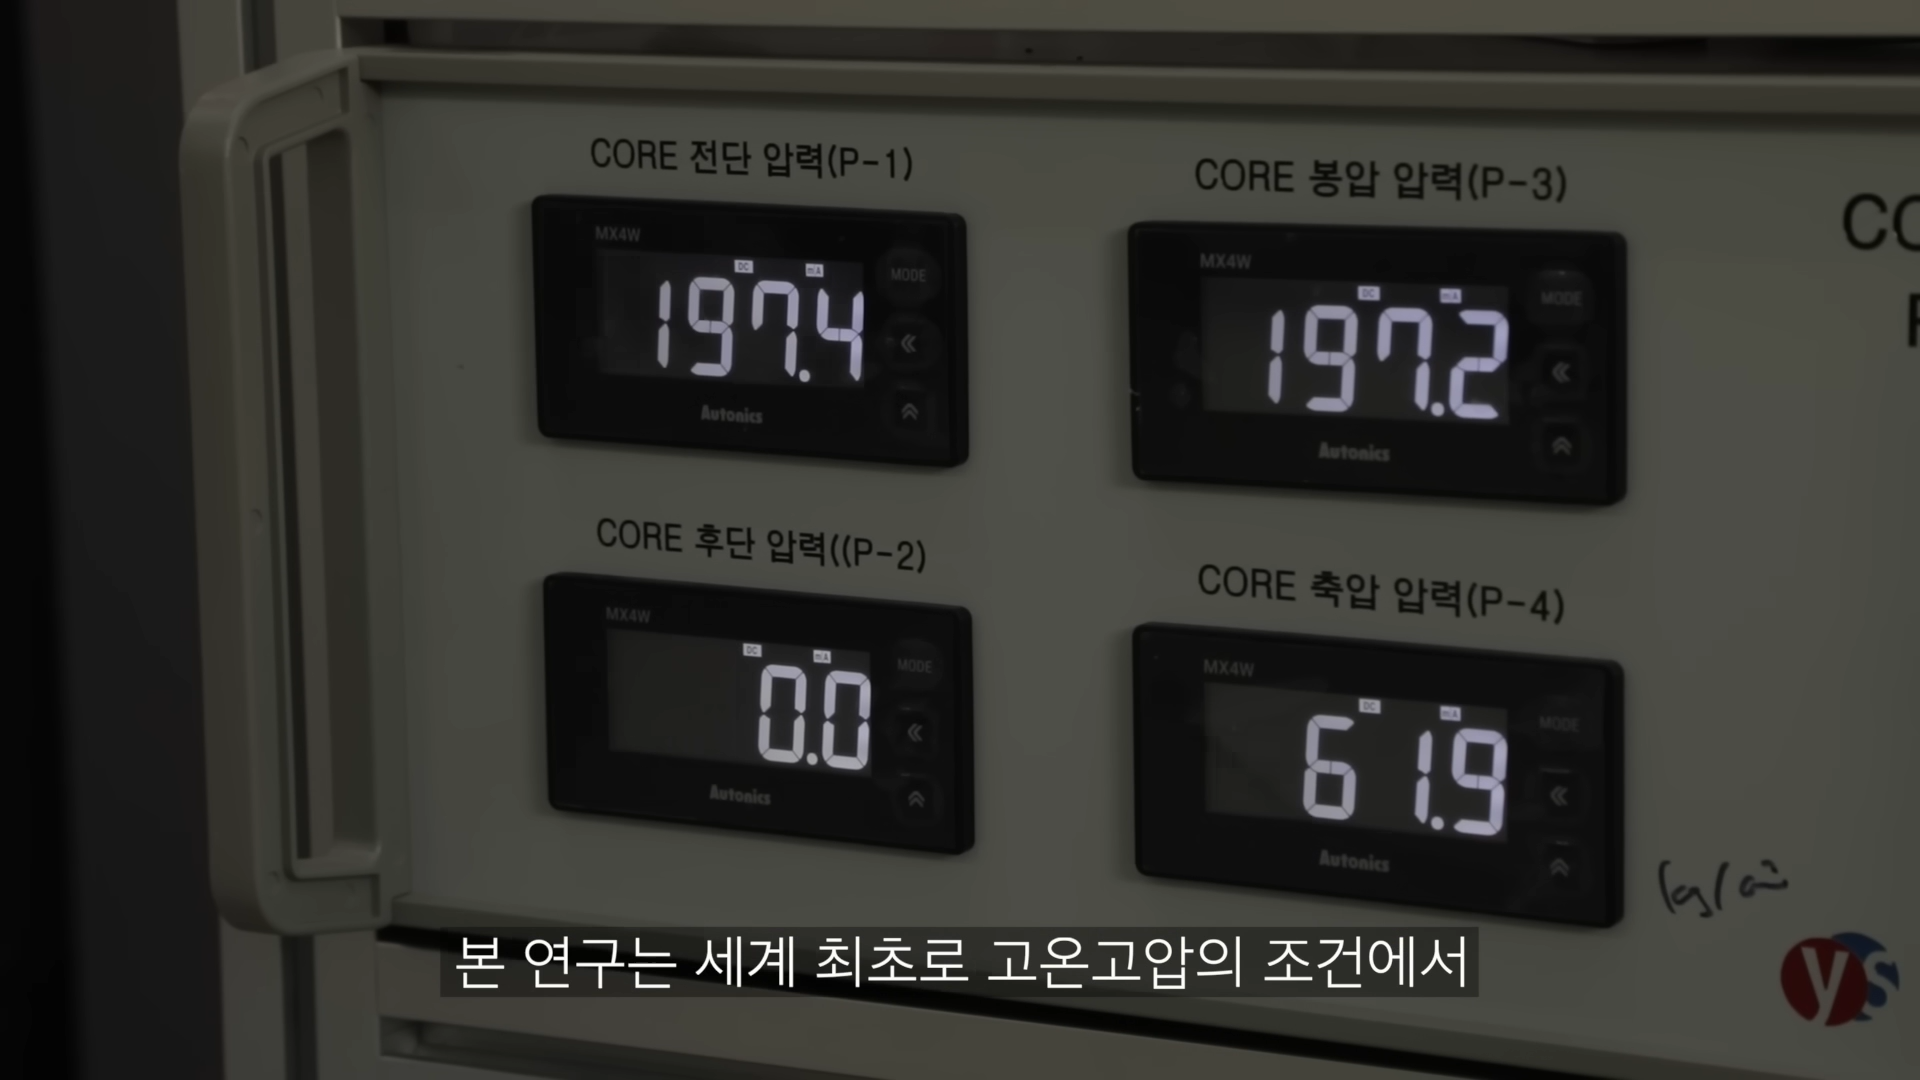 CORE 전단 압력(P-1)
MX4W
DC mA
197.4
MODE
Autonics
CORE 봉압 압력(P-3)
MX4W
DC mA
197.2
MODE
Autonics
CORE 후단 압력((P-2)
MX4W
DC mA
0.0
MODE
Autonics
CORE 축압 압력(P-4)
MX4W
DC mA
61.9
MODE
Autonics
kg/cm²
ys
본 연구는 세계 최초로 고온고압의 조건에서